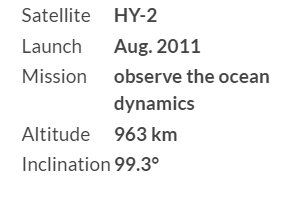 Satellite HY-2
Launch Aug. 2011
Mission observe the ocean
dynamics
Altitude 963 km
Inclination 99.3°